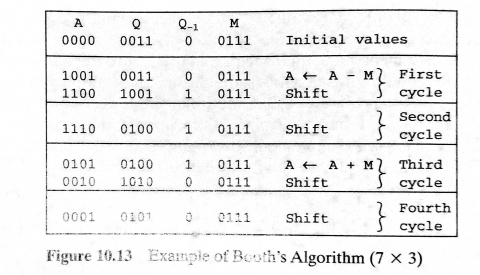 A Q Q-1 M
0000 0011 0 0111 Initial values
1001 0011 0 0111 A ← A - M } First
1100 1001 1 0111 Shift cycle
Second
1110 0100 1 0111 Shift } cycle
0101 0100 1 0111 A ← A + M } Third
0010 1010 0 0111 Shift cycle
Fourth
0001 0101 0 0111 Shift } cycle
Figure 10.13 Example of Booth's Algorithm (7 × 3)